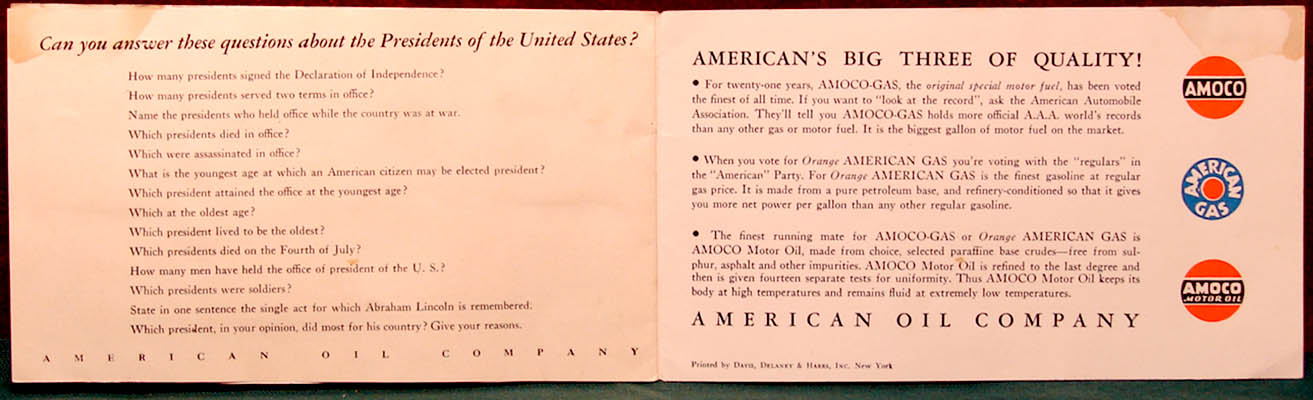 Can you answer these questions about the Presidents of the United States?
How many presidents signed the Declaration of Independence?
How many presidents served two terms in office?
Name the presidents who held office while the country was at war.
Which presidents died in office?
Which were assassinated in office?
What is the youngest age at which an American citizen may be elected president?
Which president attained the office at the youngest age?
Which at the oldest age?
Which president lived to be the oldest?
Which presidents died on the Fourth of July?
How many men have held the office of president of the U. S.?
Which presidents were soldiers?
State in one sentence the single act for which Abraham Lincoln is remembered.
Which president, in your opinion, did most for his country? Give your reasons.
AMERICAN OIL COMPANY
AMERICAN'S BIG THREE OF QUALITY!
• For twenty-one years, AMOCO-GAS, the original special motor fuel, has been voted
the finest of all time. If you want to "look at the record", ask the American Automobile
Association. They'll tell you AMOCO-GAS holds more official A.A.A. world's records
than any other gas or motor fuel. It is the biggest gallon of motor fuel on the market.
• When you vote for Orange AMERICAN GAS you're voting with the "regulars" in
the "American" Party. For Orange AMERICAN GAS is the finest gasoline at regular
gas price. It is made from a pure petroleum base, and refinery-conditioned so that it gives
you more net power per gallon than any other regular gasoline.
• The finest running mate for AMOCO-GAS or Orange AMERICAN GAS is
AMOCO Motor Oil, made from choice, selected paraffine base crudes—free from sul-
phur, asphalt and other impurities. AMOCO Motor Oil is refined to the last degree and
then is given fourteen separate tests for uniformity. Thus AMOCO Motor Oil keeps its
body at high temperatures and remains fluid at extremely low temperatures.
AMERICAN OIL COMPANY
Printed by Davis, Delaney & Harris, Inc. New York
AMOCO
AMERICAN
GAS
AMOCO
MOTOR OIL